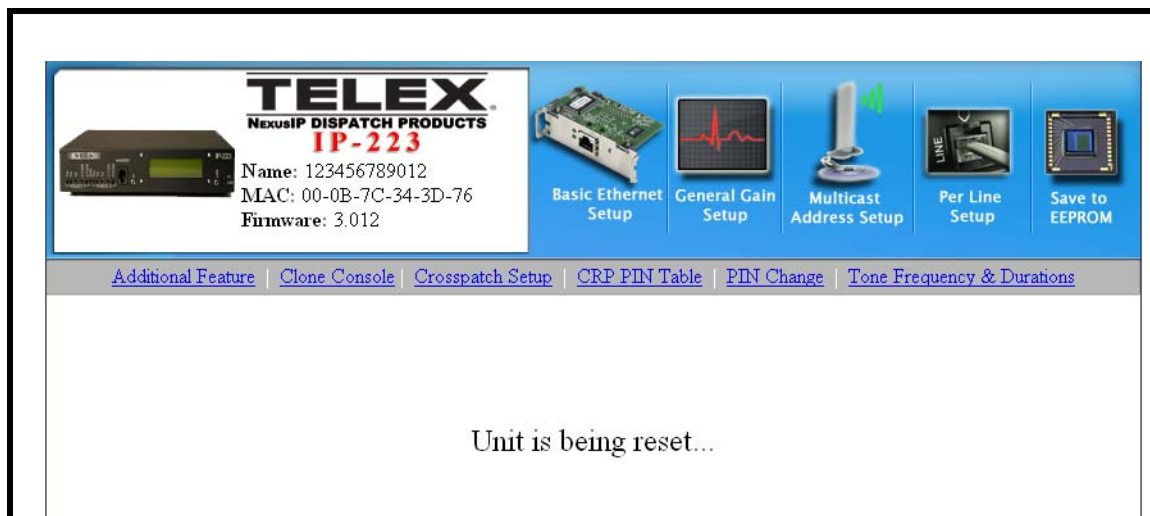 TELEX®
NEXUSIP DISPATCH PRODUCTS
IP-223
Name: 123456789012
MAC: 00-0B-7C-34-3D-76
Firmware: 3.012
Basic Ethernet
Setup
General Gain
Setup
Multicast
Address Setup
LINE
Per Line
Setup
Save to
EEPROM
Additional Feature | Clone Console | Crosspatch Setup | CRP PIN Table | PIN Change | Tone Frequency & Durations
Unit is being reset...